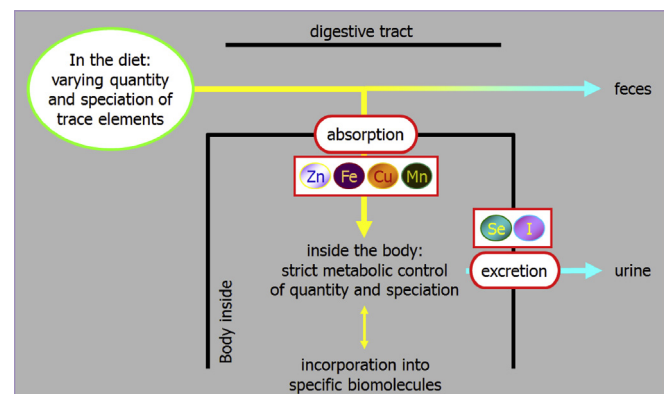 digestive tract
In the diet:
varying quantity
and speciation of
trace elements
feces
absorption
Zn Fe Cu Mn
Se I
inside the body:
strict metabolic control
of quantity and speciation
excretion
urine
Body inside
incorporation into
specific biomolecules